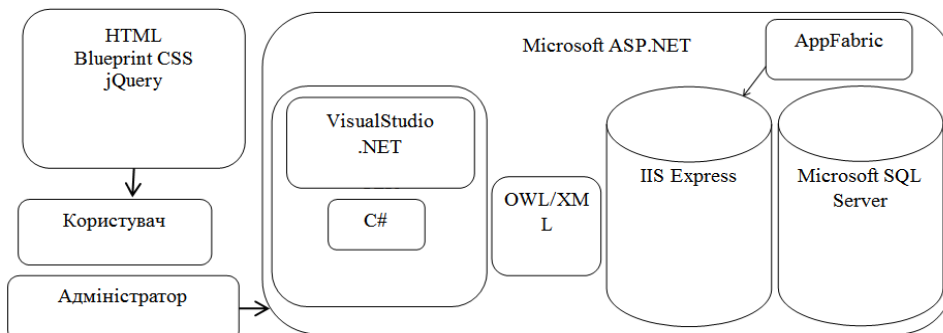 HTML
Blueprint CSS
jQuery
Користувач
Адміністратор
Microsoft ASP.NET
AppFabric
VisualStudio
.NET
C#
OWL/XM
L
IIS Express
Microsoft SQL
Server